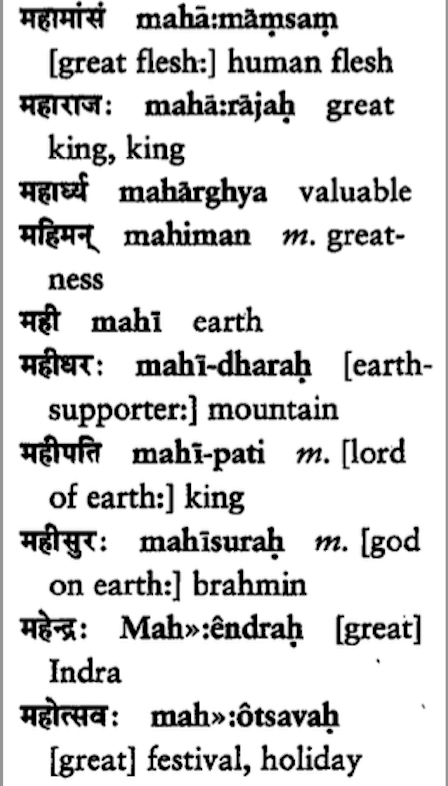 महामांसं mahā:māṃsaṃ
[great flesh:] human flesh
महाराजः mahā:rājaḥ great
king, king
महार्घ्य mahārghya valuable
महिमन् mahiman m. great-
ness
मही mahī earth
महीधरः mahī-dharaḥ [earth-
supporter:] mountain
महीपति mahī-pati m. [lord
of earth:] king
महीसुरः mahīsuraḥ m. [god
on earth:] brahmin
महेन्द्रः Mah»:êndraḥ [great]
Indra
महोत्सवः mah»:ôtsavaḥ
[great] festival, holiday